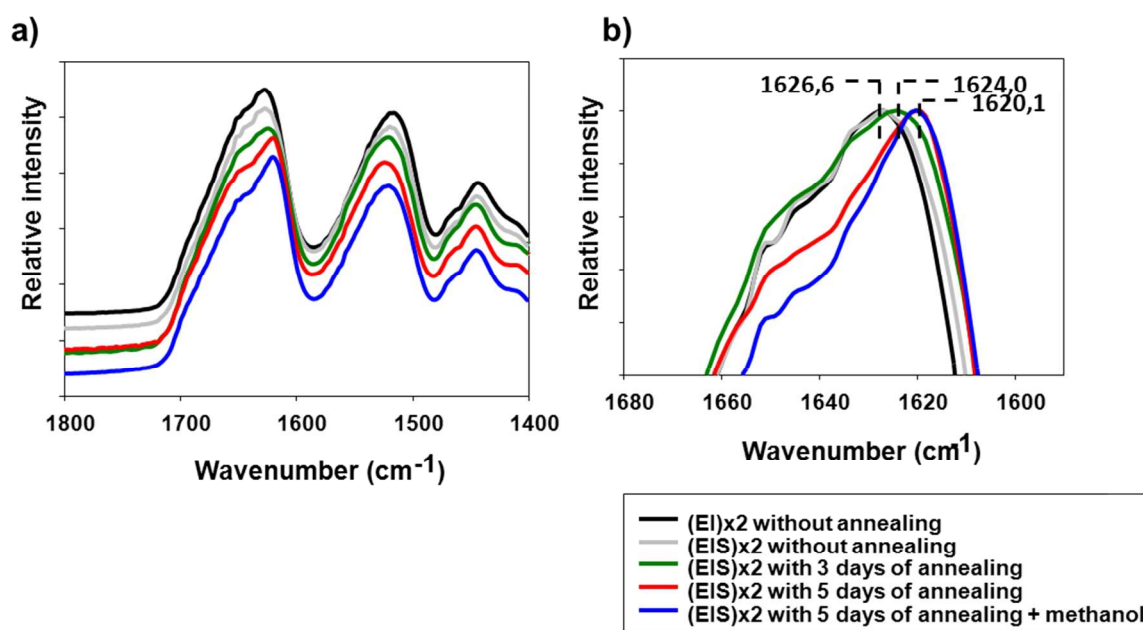 a)
Relative intensity
1800
1700
1600
1500
1400
Wavenumber (cm-1)
b)
Relative intensity
1626,6
1624,0
1620,1
1680
1660
1640
1620
1600
Wavenumber (cm-1)
(EI)x2 without annealing
(EIS)x2 without annealing
(EIS)x2 with 3 days of annealing
(EIS)x2 with 5 days of annealing
(EIS)x2 with 5 days of annealing + methanol